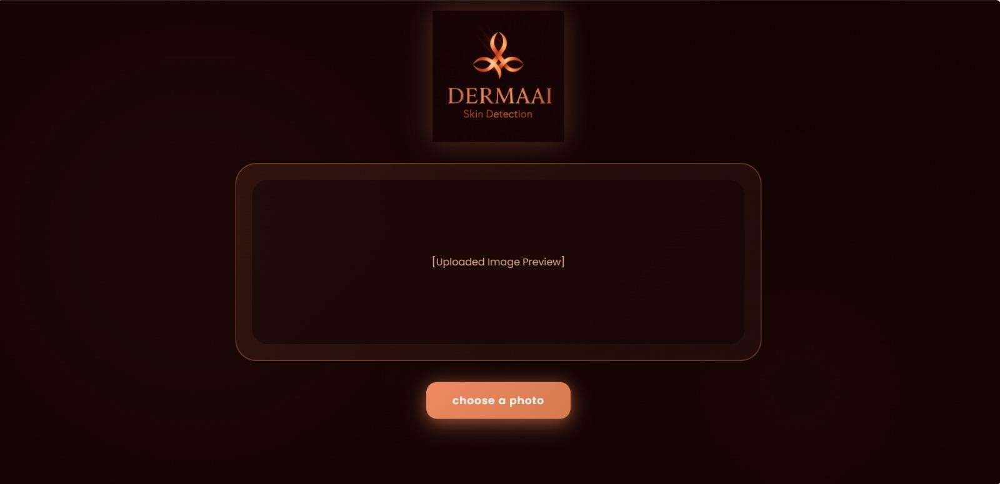 DERMAAI
Skin Detection
[Uploaded Image Preview]
choose a photo